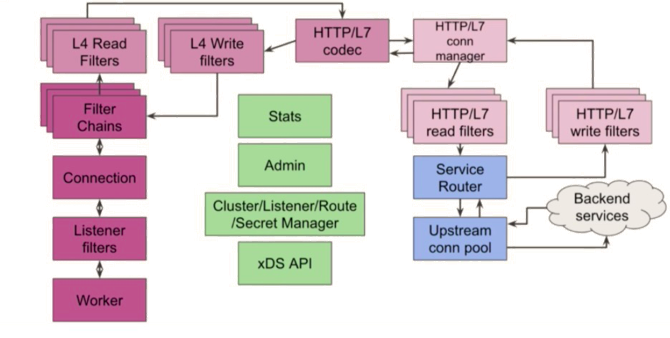 L4 Read
Filters
L4 Write
filters
HTTP/L7
codec
HTTP/L7
conn
manager
Filter
Chains
Stats
HTTP/L7
read filters
HTTP/L7
write filters
Connection
Admin
Service
Router
Backend
services
Cluster/Listener/Route
/Secret Manager
Listener
filters
Upstream
conn pool
xDS API
Worker